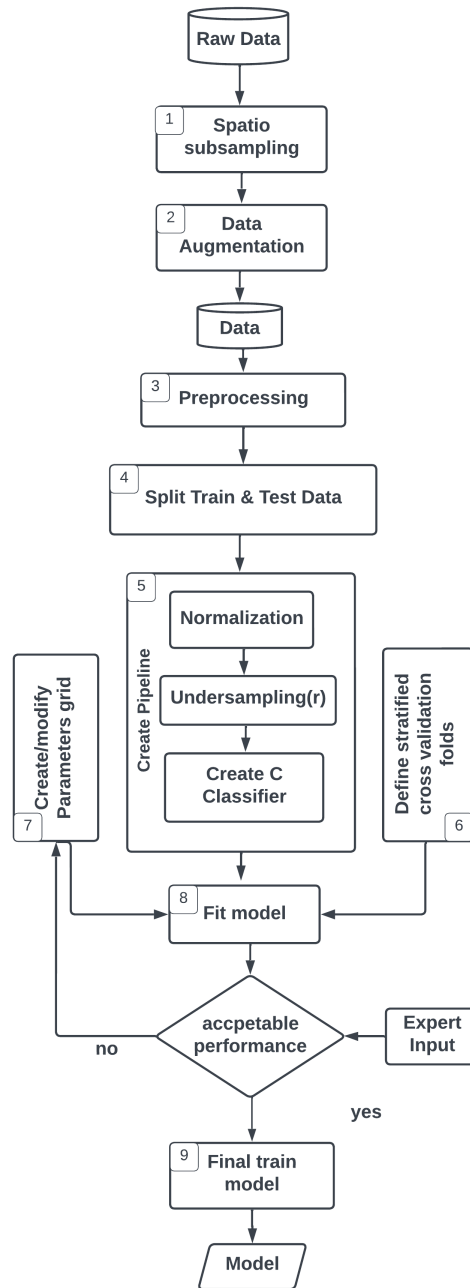 Raw Data
1
Spatio
subsampling
2
Data
Augmentation
Data
3
Preprocessing
4
Split Train & Test Data
5
Create Pipeline
Normalization
Undersampling(r)
Create C
Classifier
Create/modify
Parameters grid
7
Define stratified
cross validation
folds
6
8
Fit model
accpetable
performance
Expert
Input
no
yes
9
Final train
model
Model